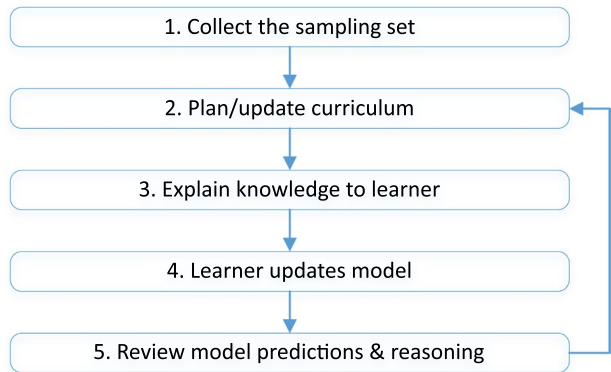 1. Collect the sampling set
2. Plan/update curriculum
3. Explain knowledge to learner
4. Learner updates model
5. Review model predictions & reasoning